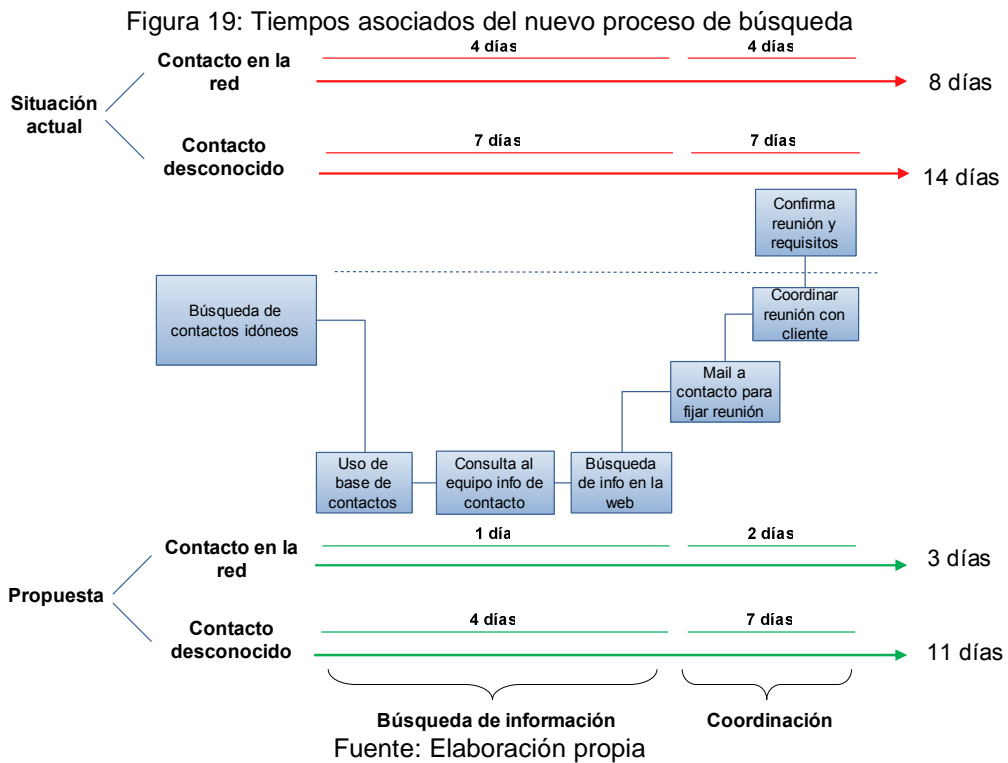 Figura 19: Tiempos asociados del nuevo proceso de búsqueda
Situación
actual
Contacto en la
red
4 días
4 días
8 días
Contacto
desconocido
7 días
7 días
14 días
Confirma
reunión y
requisitos
Búsqueda de
contactos idóneos
Coordinar
reunión con
cliente
Mail a
contacto para
fijar reunión
Uso de
base de
contactos
Consulta al
equipo info de
contacto
Búsqueda
de info en la
web
Propuesta
Contacto en la
red
1 día
2 días
3 días
Contacto
desconocido
4 días
7 días
11 días
Búsqueda de información
Coordinación
Fuente: Elaboración propia